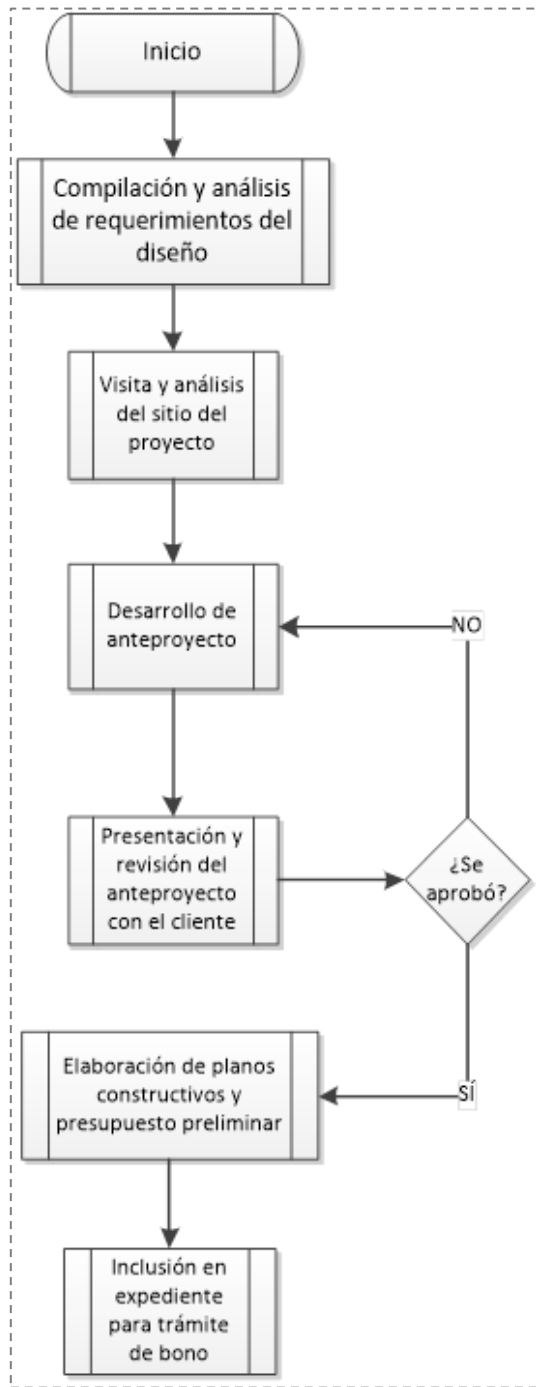 Inicio
Compilación y análisis
de requerimientos del
diseño
Visita y análisis
del sitio del
proyecto
Desarrollo de
anteproyecto
NO
Presentación y
revisión del
anteproyecto
con el cliente
¿Se
aprobó?
Elaboración de planos
constructivos y
presupuesto preliminar
SÍ
Inclusión en
expediente
para trámite
de bono